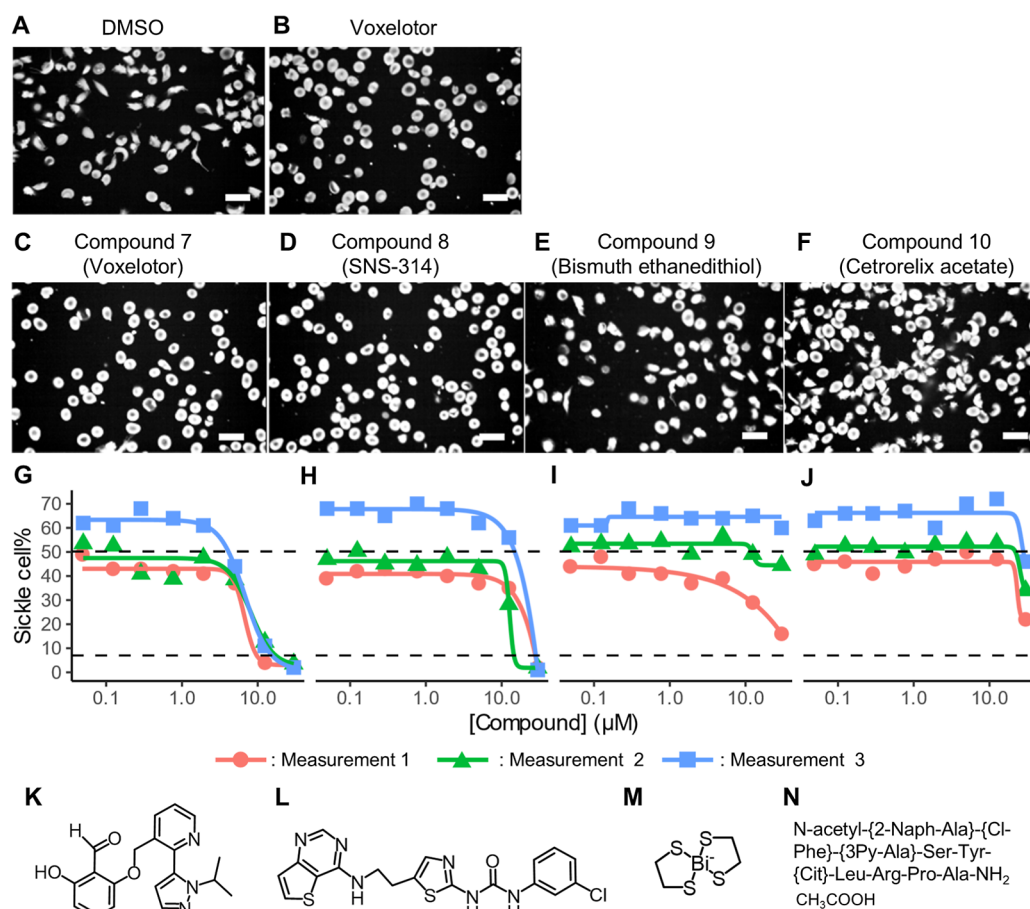 A
DMSO
B
Voxelotor
C
Compound 7
(Voxelotor)
D
Compound 8
(SNS-314)
E
Compound 9
(Bismuth ethanedithiol)
F
Compound 10
(Cetrorelix acetate)
G
H
I
J
Sickle cell%
70
60
50
40
30
20
10
0
0.1
1.0
10.0
0.1
1.0
10.0
0.1
1.0
10.0
0.1
1.0
10.0
[Compound] (µM)
: Measurement 1
: Measurement 2
: Measurement 3
K
H
O
N
HO
O
N
N
L
N
N
S
N
H
N
S
O
N
H
N
H
Cl
M
S
S
Bi-
S
S
N
N-acetyl-{2-Naph-Ala}-{Cl-
Phe}-{3Py-Ala}-Ser-Tyr-
{Cit}-Leu-Arg-Pro-Ala-NH2
CH3COOH